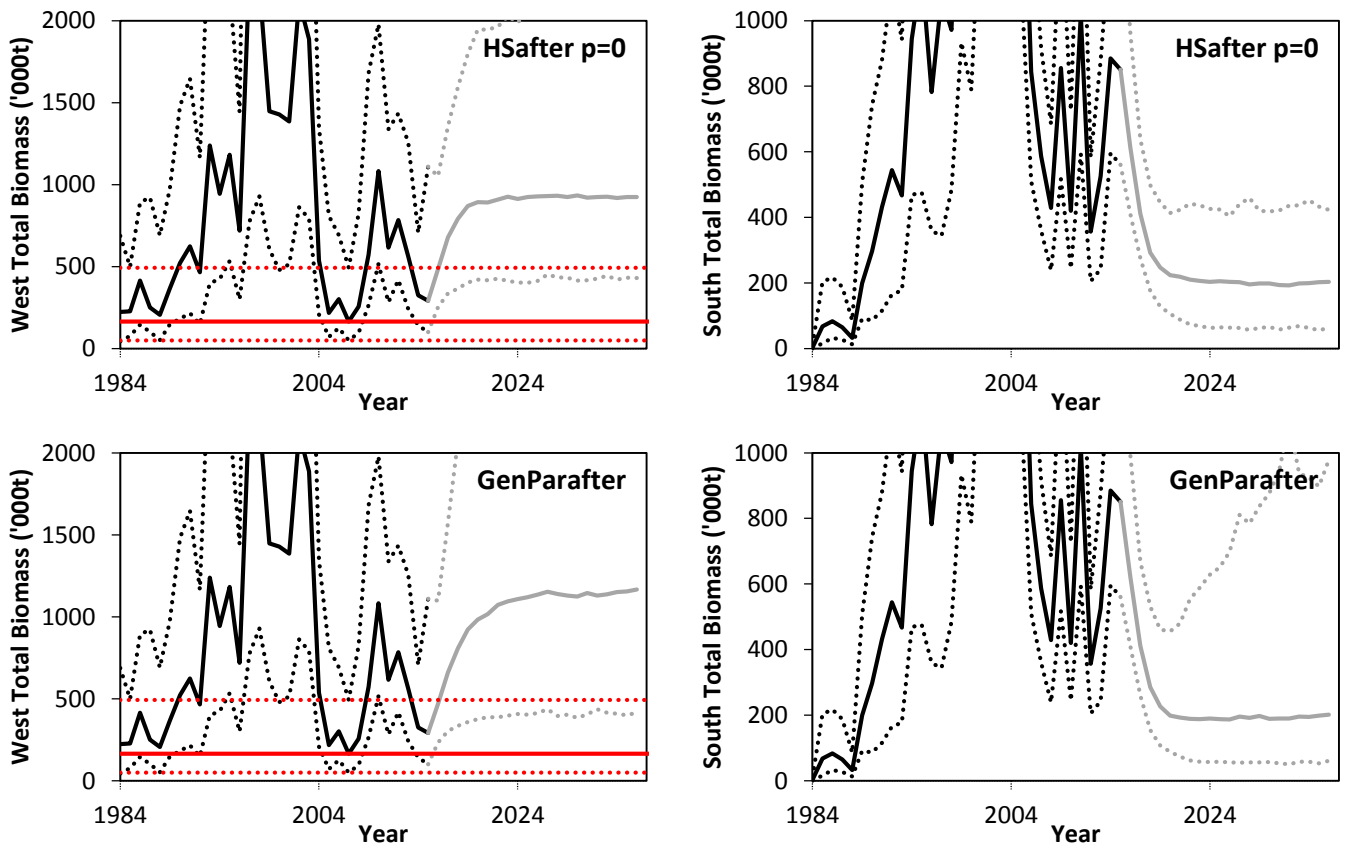 West Total Biomass ('000t)
2000
1500
1000
500
0
HSafter p=0
1984
2004
2024
Year
South Total Biomass ('000t)
1000
800
600
400
200
0
HSafter p=0
1984
2004
2024
Year
West Total Biomass ('000t)
2000
1500
1000
500
0
GenParafter
1984
2004
2024
Year
South Total Biomass ('000t)
1000
800
600
400
200
0
GenParafter
1984
2004
2024
Year